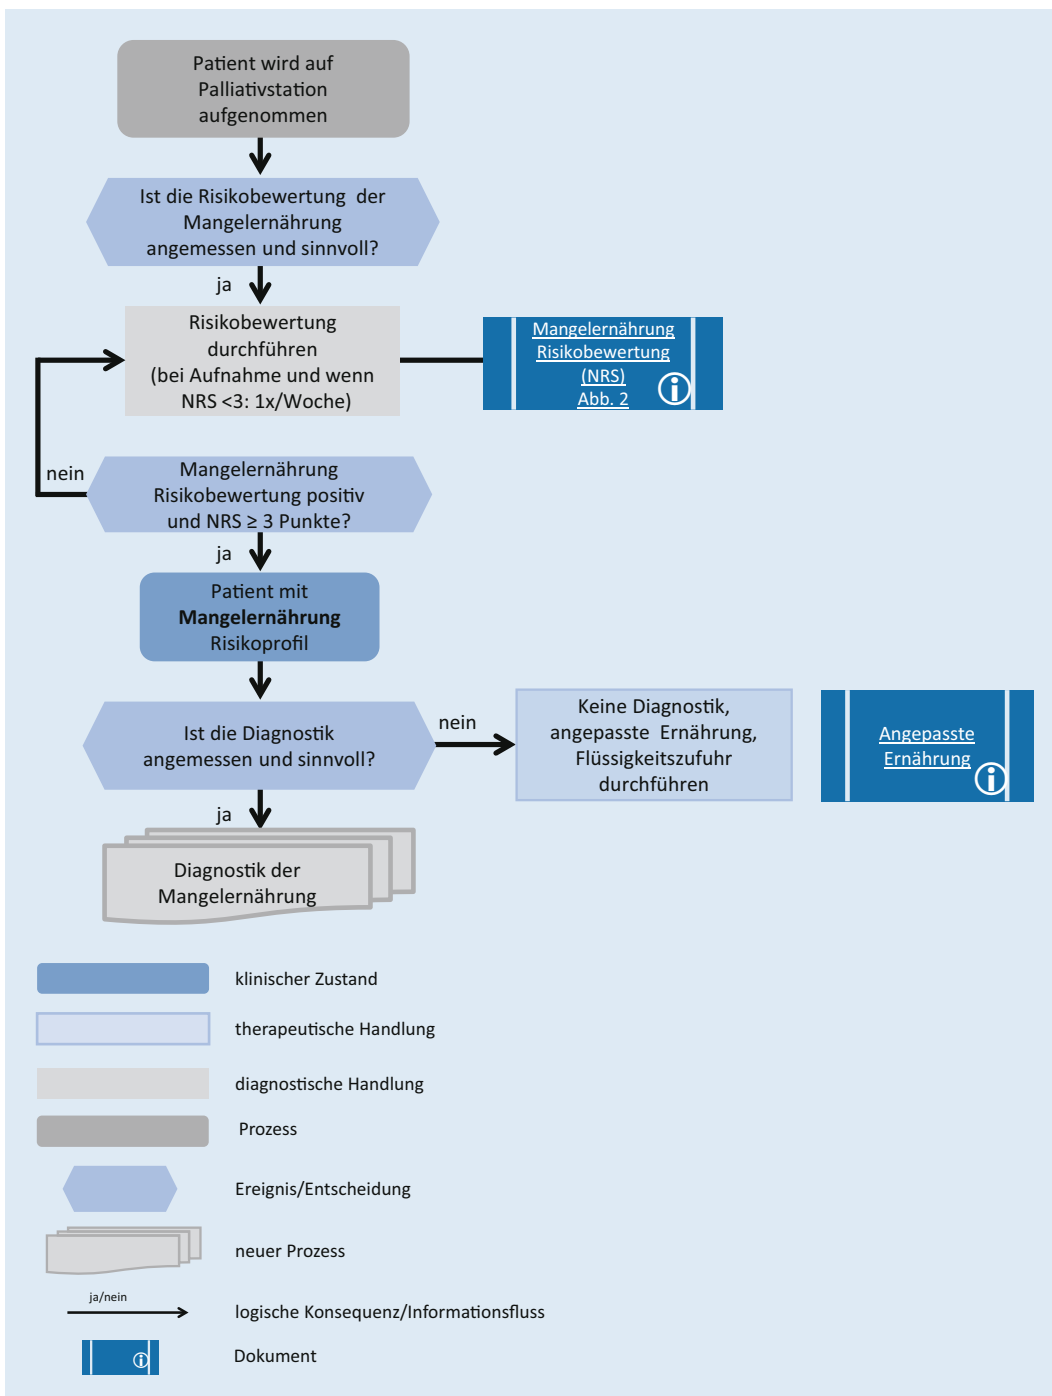 Patient wird auf
Palliativstation
aufgenommen
Ist die Risikobewertung der
Mangelernährung
angemessen und sinnvoll?
ja
Risikobewertung
durchführen
(bei Aufnahme und wenn
NRS <3: 1x/Woche)
Mangelernährung
Risikobewertung
(NRS)
Abb. 2
nein
Mangelernährung
Risikobewertung positiv
und NRS ≥ 3 Punkte?
ja
Patient mit
Mangelernährung
Risikoprofil
Ist die Diagnostik
angemessen und sinnvoll?
nein
Keine Diagnostik,
angepasste Ernährung,
Flüssigkeitszufuhr
durchführen
Angepasste
Ernährung
ja
Diagnostik der
Mangelernährung
klinischer Zustand
therapeutische Handlung
diagnostische Handlung
Prozess
Ereignis/Entscheidung
neuer Prozess
ja/nein
logische Konsequenz/Informationsfluss
Dokument